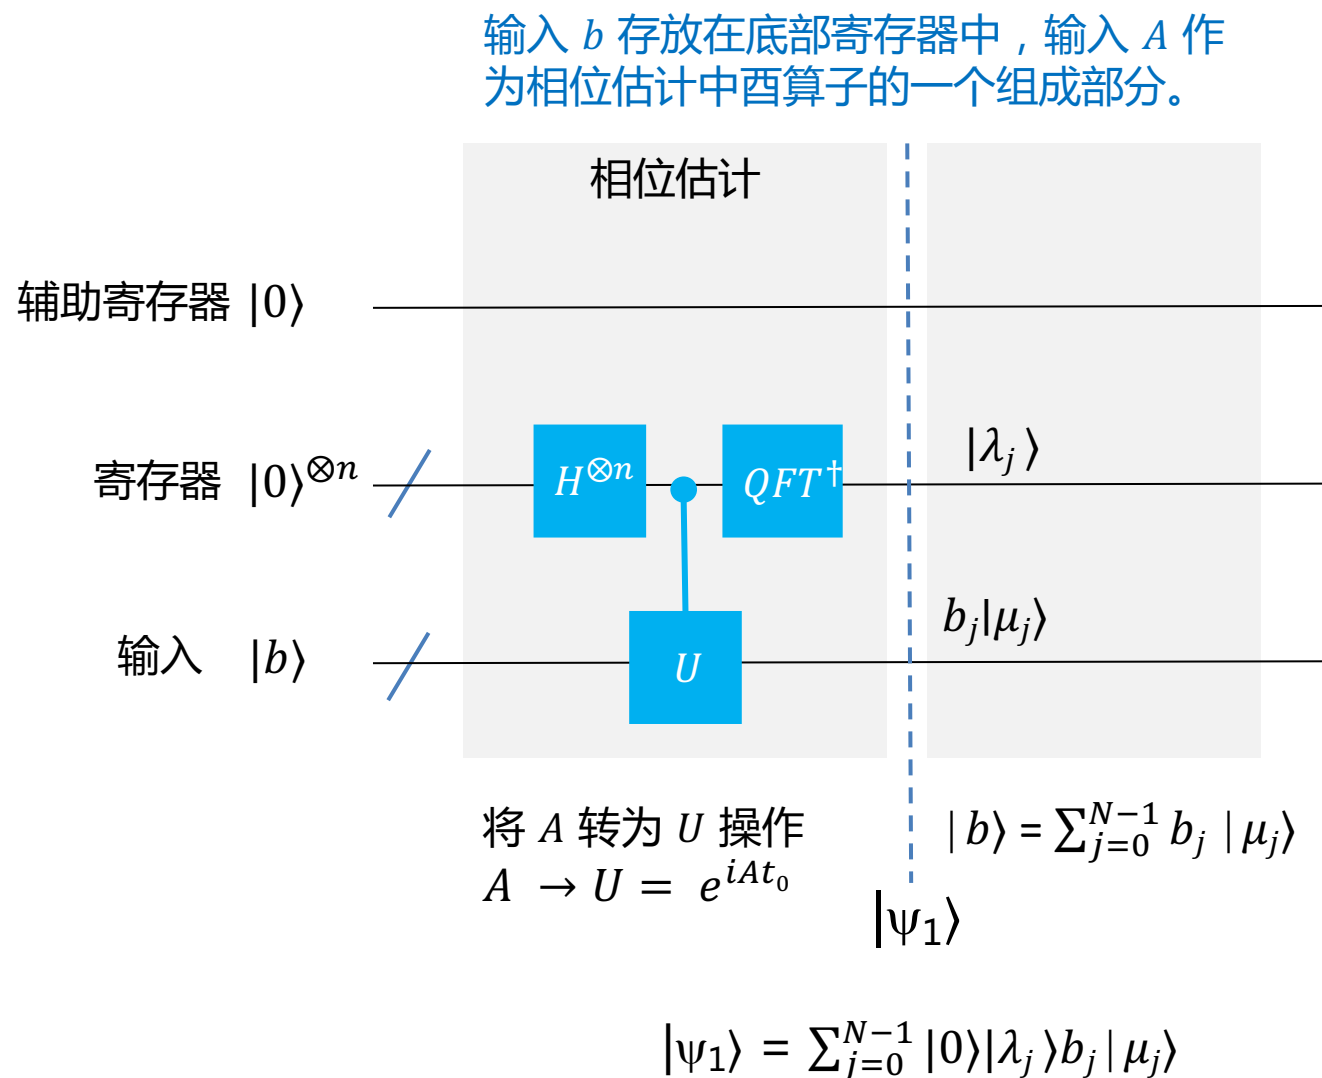 输入 b 存放在底部寄存器中，输入 A 作
为相位估计中酉算子的一个组成部分。
相位估计
辅助寄存器 |0⟩
寄存器 |0⟩^{⊗n}
H^{⊗n}
QFT^†
|λ_j⟩
输入 |b⟩
U
b_j|μ_j⟩
将 A 转为 U 操作
A → U = e^{iAt_0}
|b⟩ = ∑_{j=0}^{N−1} b_j |μ_j⟩
|ψ_1⟩
|ψ_1⟩ = ∑_{j=0}^{N−1} |0⟩|λ_j⟩b_j|μ_j⟩